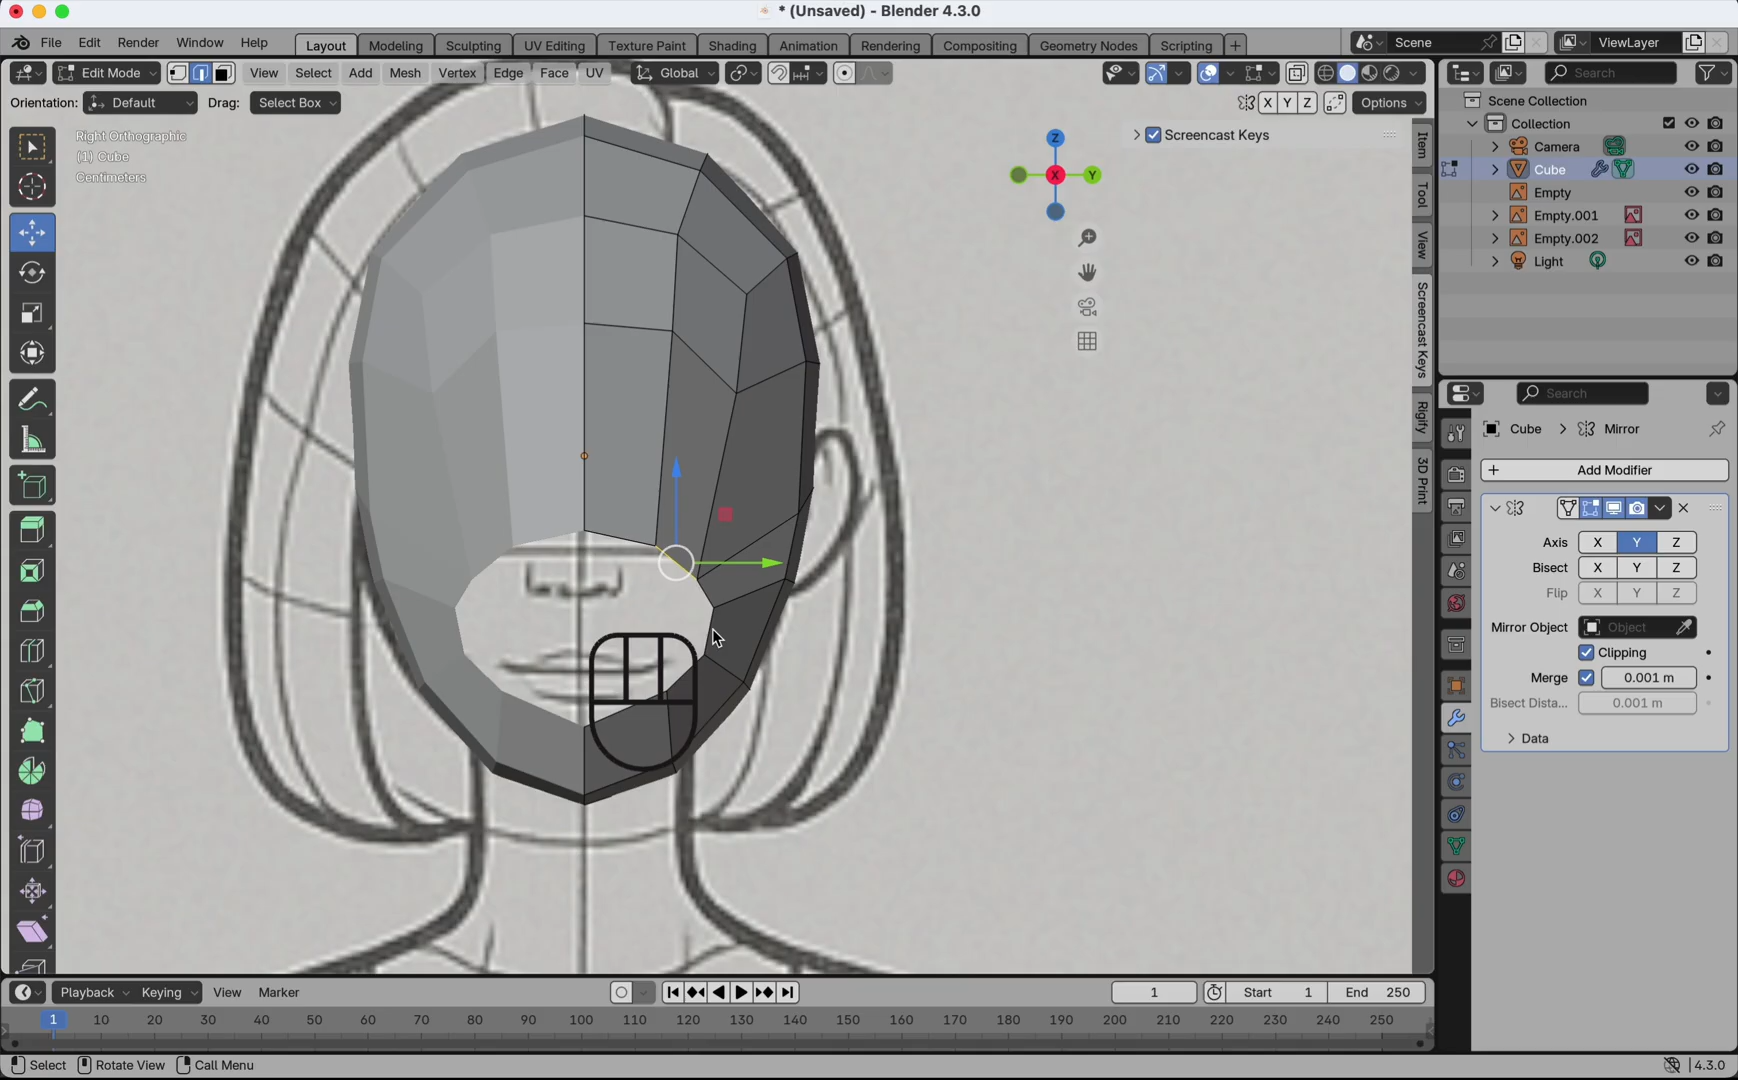 * (Unsaved) - Blender 4.3.0
File Edit Render Window Help
Layout Modeling Sculpting UV Editing Texture Paint Shading Animation Rendering Compositing Geometry Nodes Scripting +
Scene
ViewLayer
Edit Mode View Select Add Mesh Vertex Edge Face UV Global
Search
Orientation: Default Drag: Select Box
X Y Z Options
Scene Collection
Collection
Camera
Cube
Empty
Empty.001
Empty.002
Light
Right Orthographic
(1) Cube
Centimeters
Z
X
Y
Screencast Keys
Item
Tool
View
Screencast Keys
Rigify
3D Print
Search
Cube > Mirror
+ Add Modifier
Axis X Y Z
Bisect X Y Z
Flip X Y Z
Mirror Object Object
Clipping
Merge 0.001 m
Bisect Dista... 0.001 m
Data
Playback Keying View Marker
1
Start 1
End 250
1 10 20 30 40 50 60 70 80 90 100 110 120 130 140 150 160 170 180 190 200 210 220 230 240 250
Select Rotate View Call Menu
4.3.0